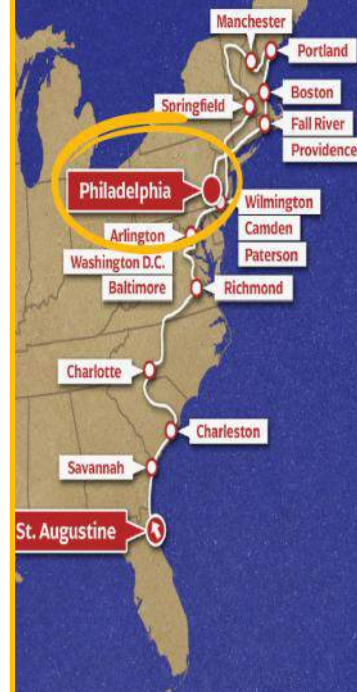 Manchester
Portland
Boston
Springfield
Fall River
Providence
Philadelphia
Wilmington
Camden
Paterson
Arlington
Washington D.C.
Baltimore
Richmond
Charlotte
Charleston
Savannah
St. Augustine